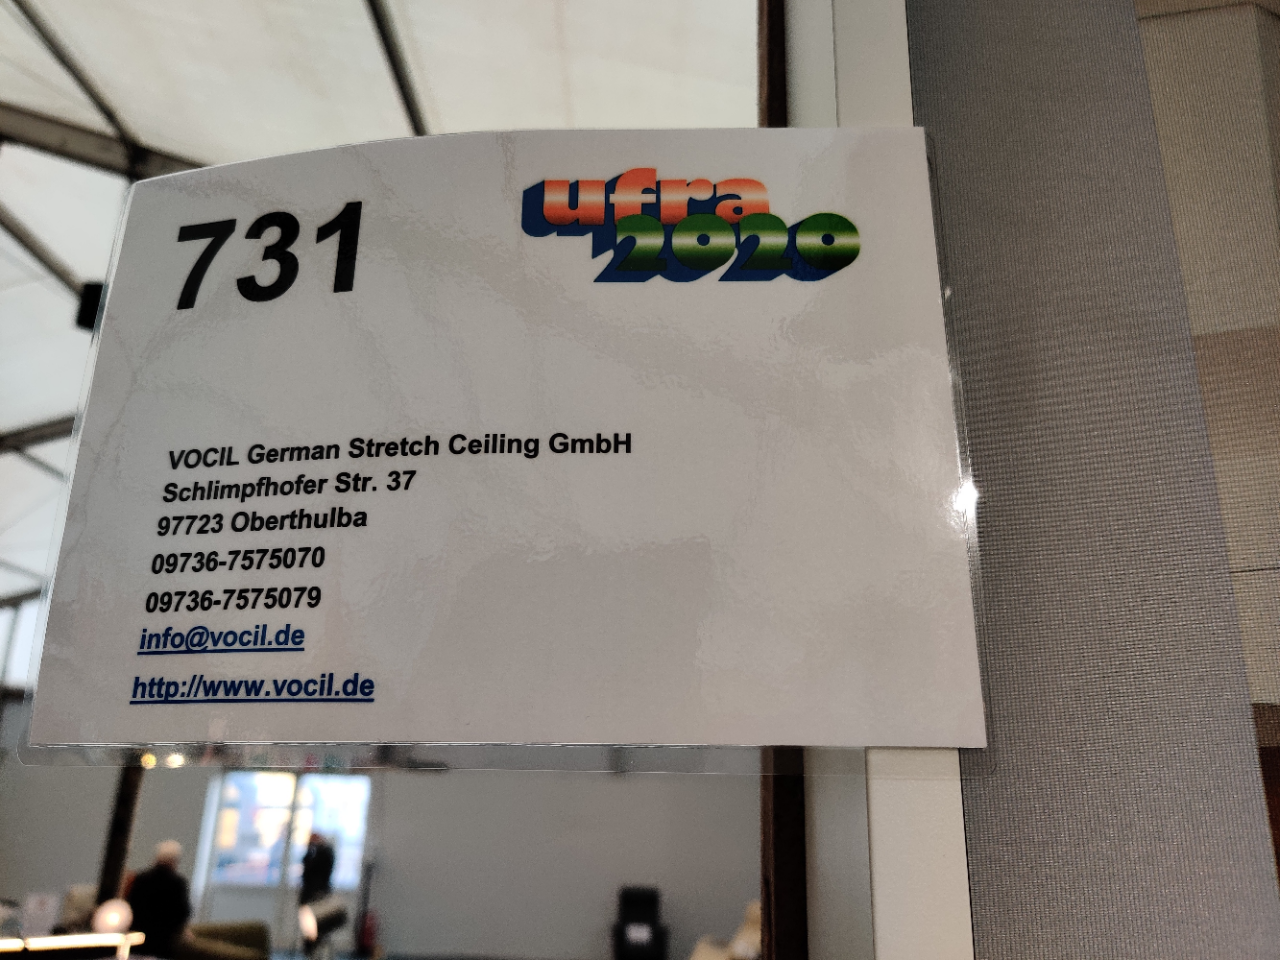 731
ufra
2020
VOCIL German Stretch Ceiling GmbH
Schlimpfhofer Str. 37
97723 Oberthulba
09736-7575070
09736-7575079
info@vocil.de
http://www.vocil.de